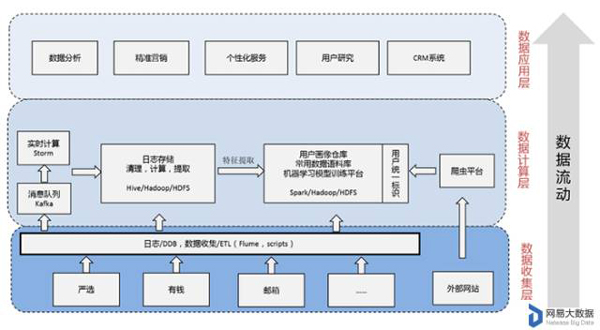 数据分析
精准营销
个性化服务
用户研究
CRM系统
数据应用层
实时计算
Storm
消息队列
Kafka
日志存储
清理，计算，提取
Hive/Hadoop/HDFS
特征提取
用户画像仓库
常用数据语料库
机器学习模型训练平台
Spark/Hadoop/HDFS
用户统一标识
爬虫平台
数据计算层
日志/DDB，数据收集/ETL（Flume，scripts）
严选
有钱
邮箱
......
外部网站
数据收集层
数据流动
网易大数据
Netease Big Data